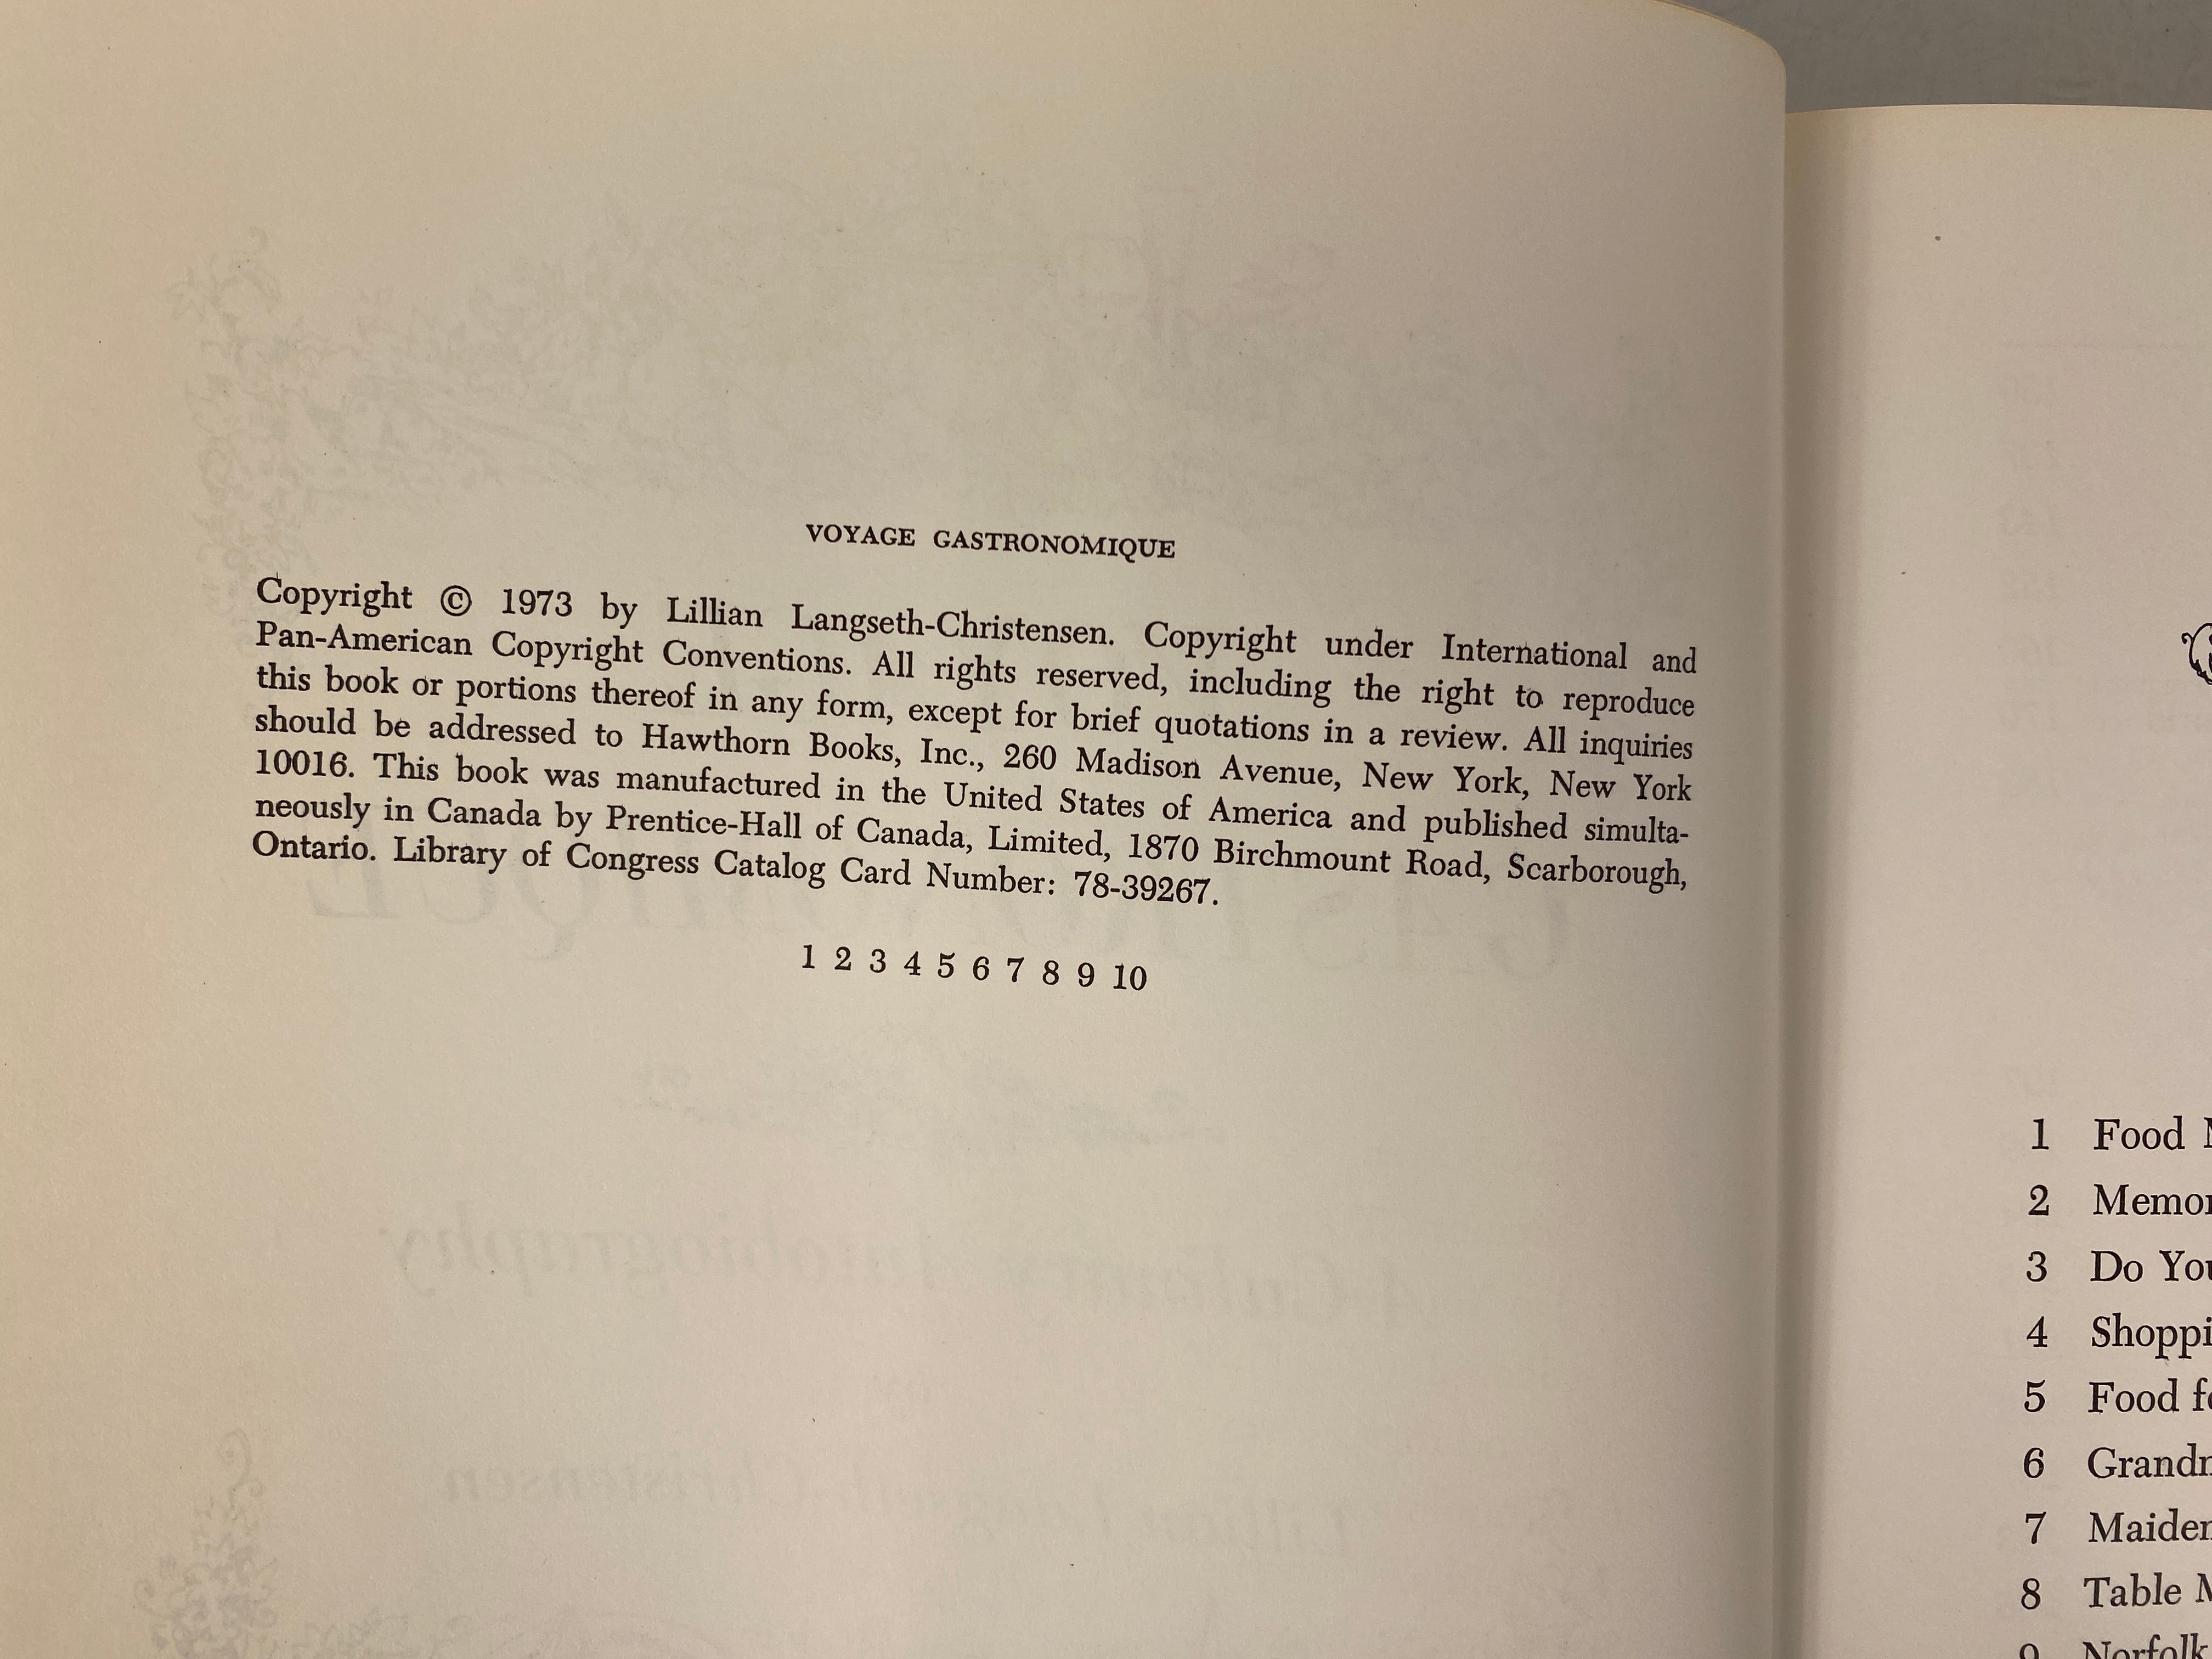 VOYAGE GASTRONOMIQUE
Copyright © 1973 by Lillian Langseth-Christensen. Copyright under International and
Pan-American Copyright Conventions. All rights reserved, including the right to reproduce
this book or portions thereof in any form, except for brief quotations in a review. All inquiries
should be addressed to Hawthorn Books, Inc., 260 Madison Avenue, New York, New York
10016. This book was manufactured in the United States of America and published simulta-
neously in Canada by Prentice-Hall of Canada, Limited, 1870 Birchmount Road, Scarborough,
Ontario. Library of Congress Catalog Card Number: 78-39267.
1 2 3 4 5 6 7 8 9 10
1 Food
2
3 Do
4
5 Food
6
7
8 Table
9 Norfolk